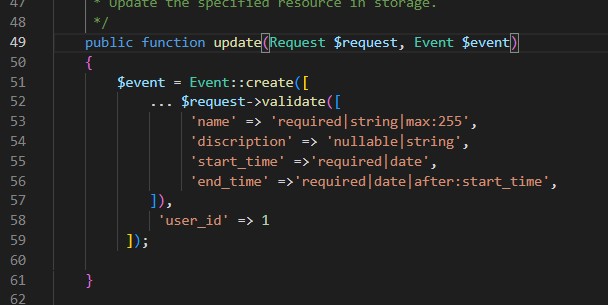 47 * Update the specified resource in storage.
48 */
49 public function update(Request $request, Event $event)
50 {
51 $event = Event::create([
52 ... $request->validate([
53 'name' => 'required|string|max:255',
54 'discription' => 'nullable|string',
55 'start_time' =>'required|date',
56 'end_time' =>'required|date|after:start_time',
57 ]),
58 'user_id' => 1
59 ]);
60
61 }
62